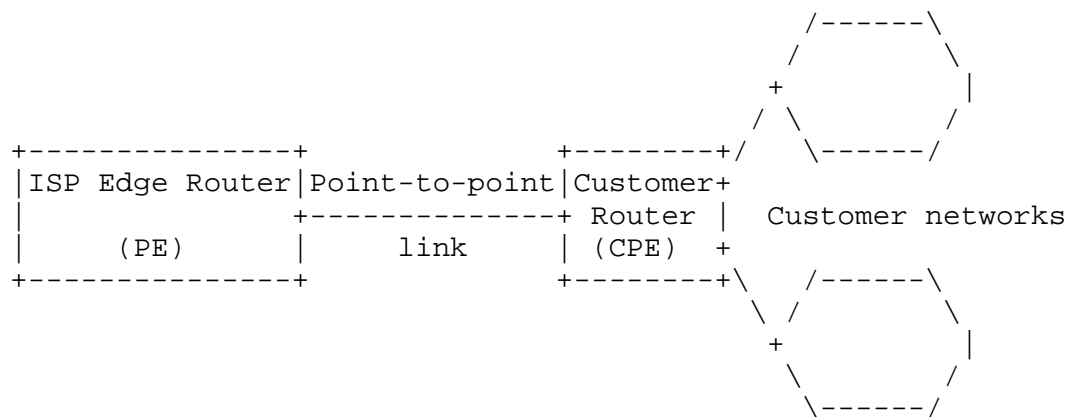 ISP Edge Router Point-to-point Customer
Router Customer networks
(PE) link (CPE)